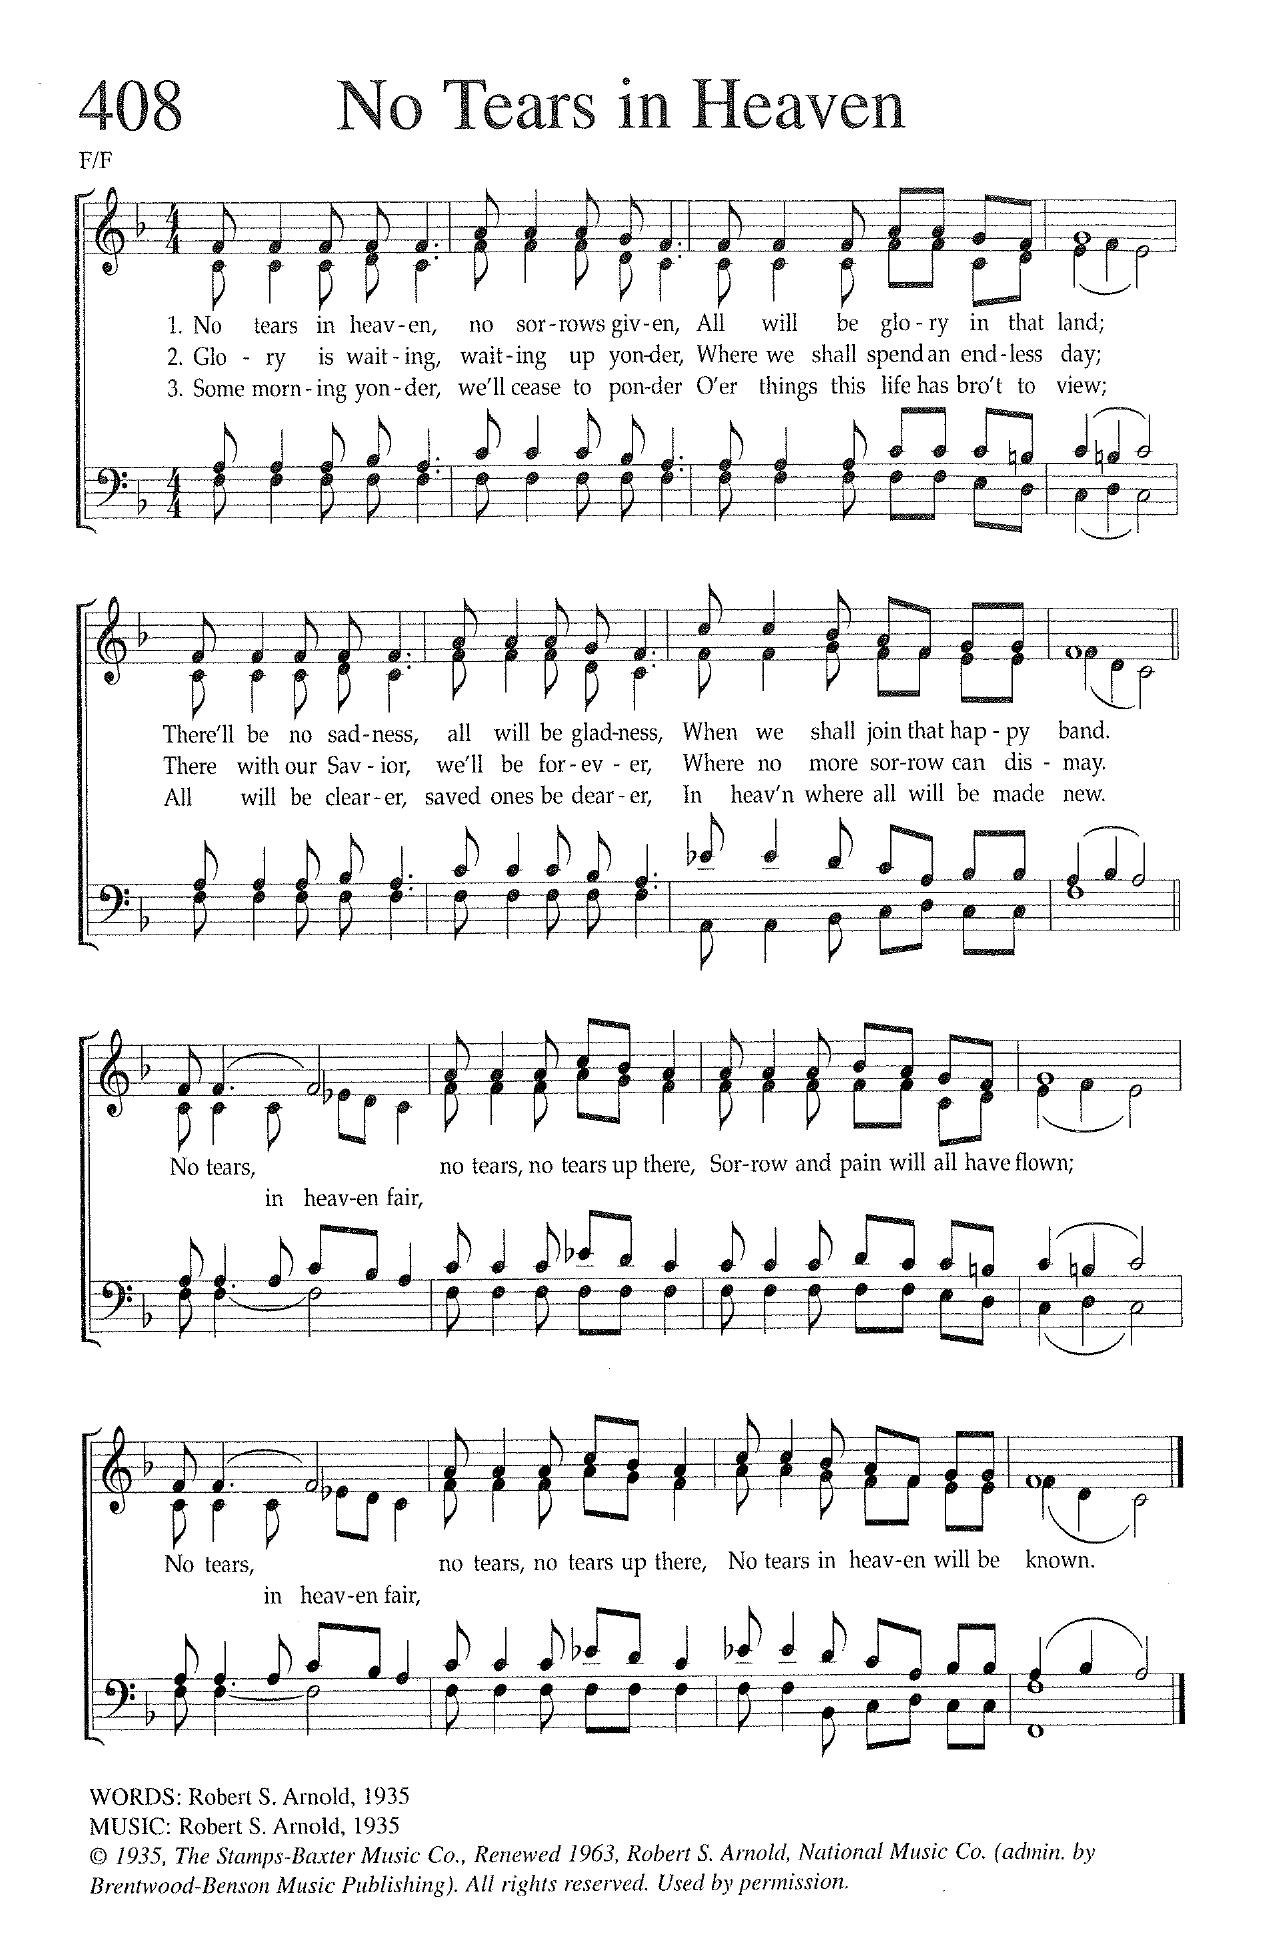 408 No Tears in Heaven
F/F
1. No tears in heav-en, no sor-rows giv-en, All will be glo-ry in that land;
2. Glo-ry is wait-ing, wait-ing up yon-der, Where we shall spend an end-less day;
3. Some morn-ing yon-der, we'll cease to pon-der O'er things this life has bro't to view;
There'll be no sad-ness, all will be glad-ness, When we shall join that hap-py band.
There with our Sav-ior, we'll be for-ev-er, Where no more sor-row can dis-may.
All will be clear-er, saved ones be dear-er, In heav'n where all will be made new.
No tears, no tears, no tears up there, Sor-row and pain will all have flown;
in heav-en fair,
No tears, no tears, no tears up there, No tears in heav-en will be known.
in heav-en fair,
WORDS: Robert S. Arnold, 1935
MUSIC: Robert S. Arnold, 1935
© 1935, The Stamps-Baxter Music Co., Renewed 1963, Robert S. Arnold, National Music Co. (admin. by
Brentwood-Benson Music Publishing). All rights reserved. Used by permission.